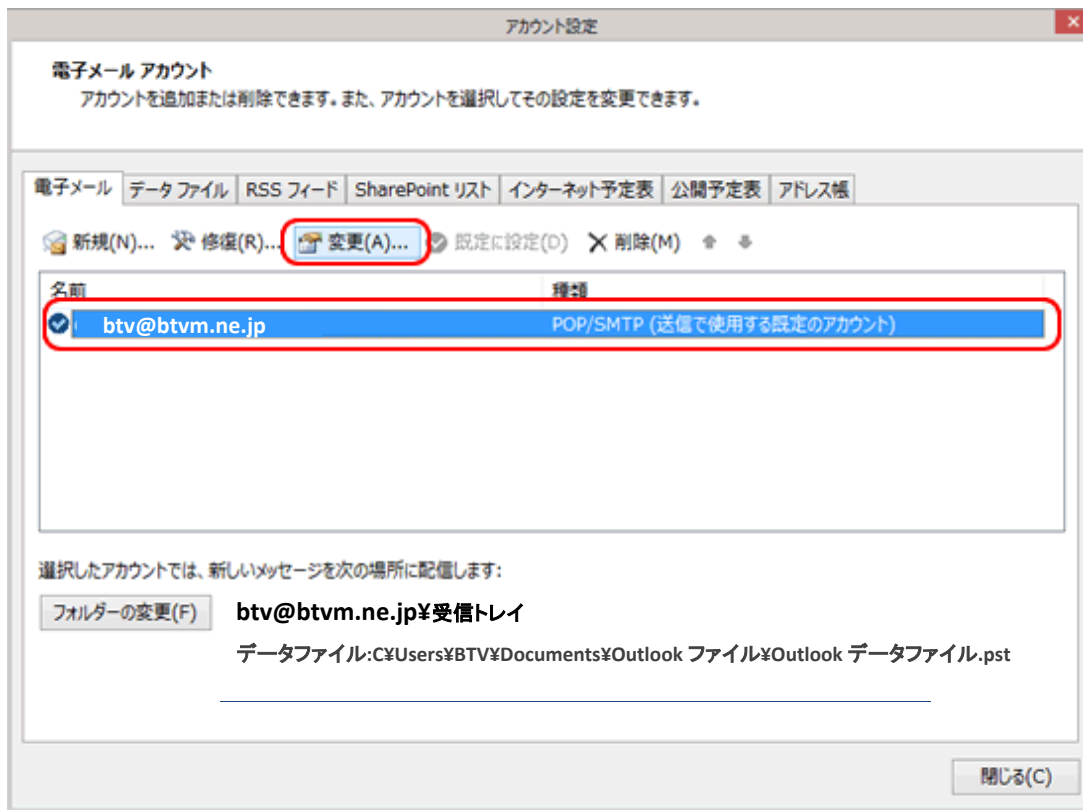 アカウント設定
電子メール アカウント
アカウントを追加または削除できます。また、アカウントを選択してその設定を変更できます。
電子メール データ ファイル RSS フィード SharePoint リスト インターネット予定表 公開予定表 アドレス帳
新規(N)... 修復(R)... 変更(A)... 既定に設定(D) 削除(M)
名前 種類
btv@btvm.ne.jp POP/SMTP (送信で使用する既定のアカウント)
選択したアカウントでは、新しいメッセージを次の場所に配信します:
フォルダーの変更(F) btv@btvm.ne.jp¥受信トレイ
データファイル:C¥Users¥BTV¥Documents¥Outlook ファイル¥Outlook データファイル.pst
閉じる(C)